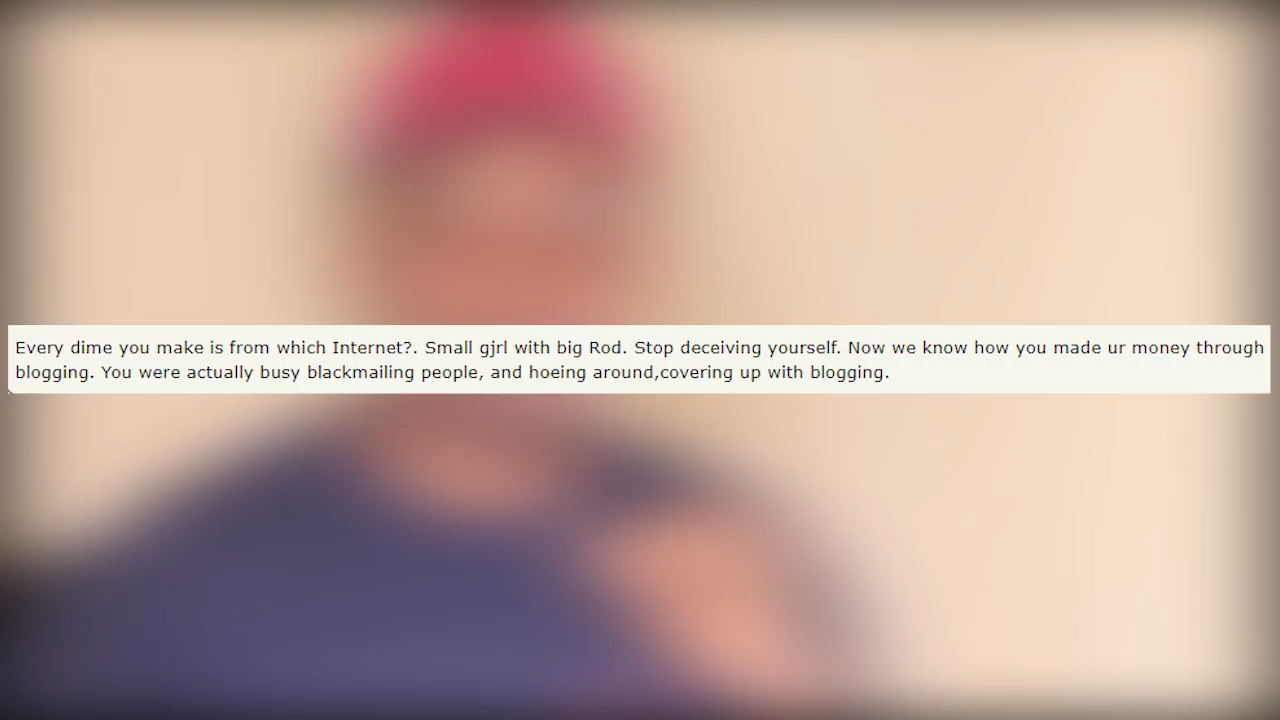 Every dime you make is from which Internet?. Small gjrl with big Rod. Stop deceiving yourself. Now we know how you made ur money through
blogging. You were actually busy blackmailing people, and hoeing around,covering up with blogging.